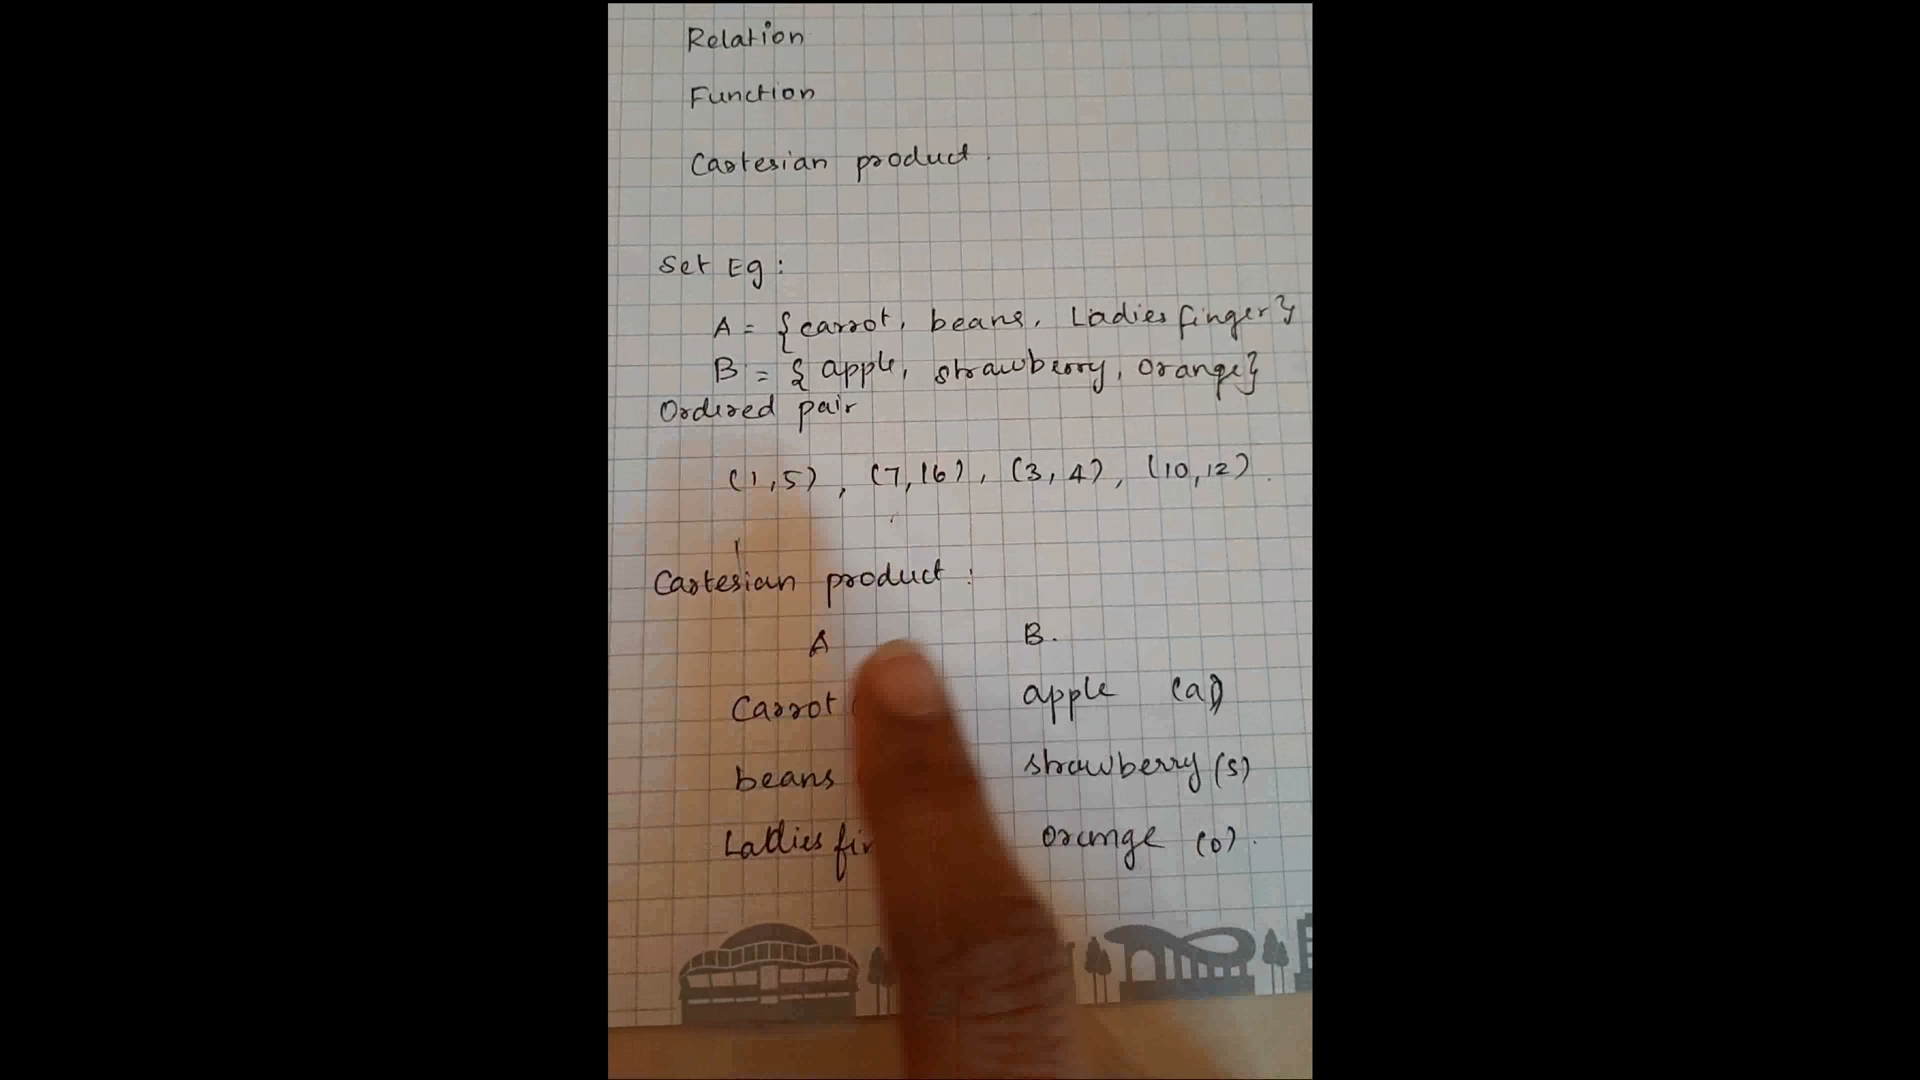 Relation
Function
Cartesian product.
Set Eg:
A = {carrot, beans, Ladies finger}
B = { apple, strawberry, orange}
Ordered pair
(1,5), (7,16), (3,4), (10,12).
Cartesian product:
A B.
Carrot apple (a)
beans strawberry (s)
Ladies orange (o).